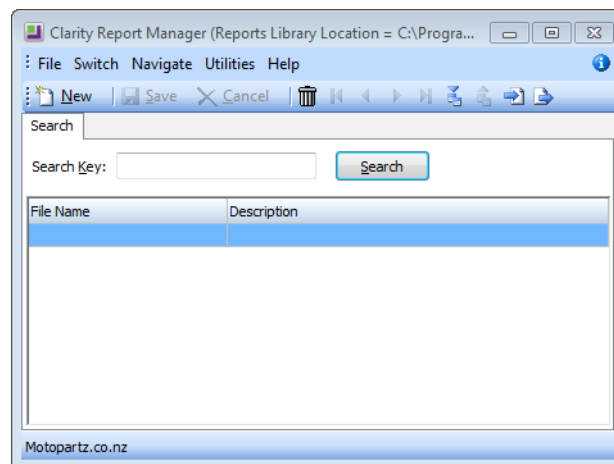 Clarity Report Manager (Reports Library Location = C:\Progra...
File Switch Navigate Utilities Help
New Save Cancel
Search
Search Key: Search
File Name Description
Motopartz.co.nz